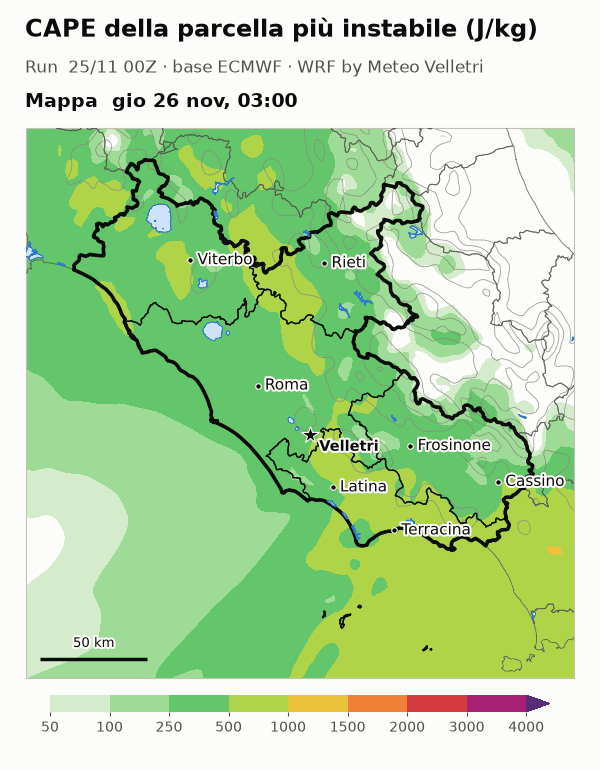 CAPE della parcella più instabile (J/kg)
Run  25/11 00Z · base ECMWF · WRF by Meteo Velletri
Mappa  gio 26 nov, 03:00
Viterbo
Rieti
Roma
Velletri
Frosinone
Latina
Cassino
Terracina
50 km
50 100 250 500 1000 1500 2000 3000 4000